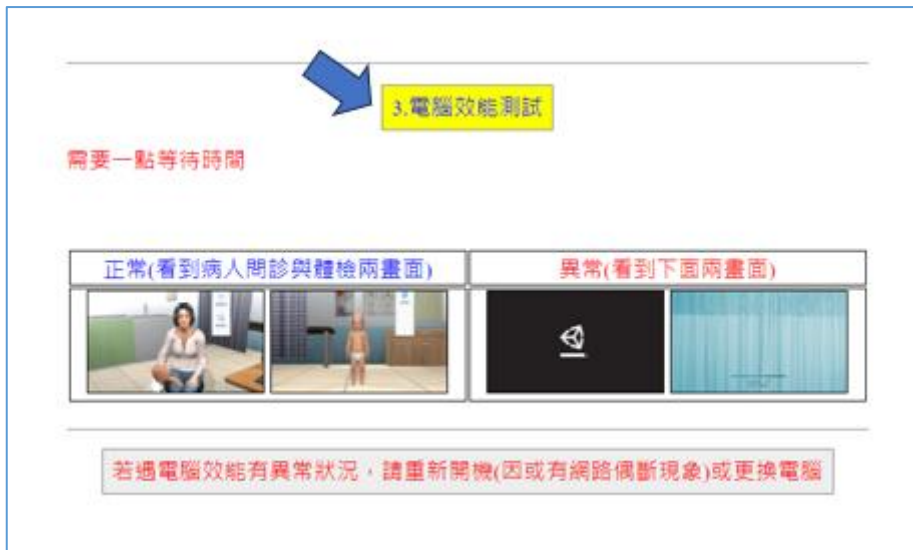 3.電腦效能測試
需要一點等待時間
正常(看到病人問診與體檢兩畫面)
異常(看到下面兩畫面)
若遇電腦效能有異常狀況，請重新開機(因或有網路偶斷現象)或更換電腦